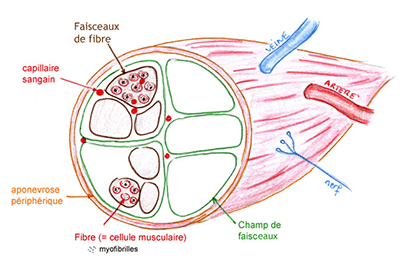 Faisceaux
de fibre
capillaire
sangain
VEINE
ARTERE
nerf
aponevrose
périphérique
Champ de
faisceaux
Fibre (= cellule musculaire)
myofibrilles